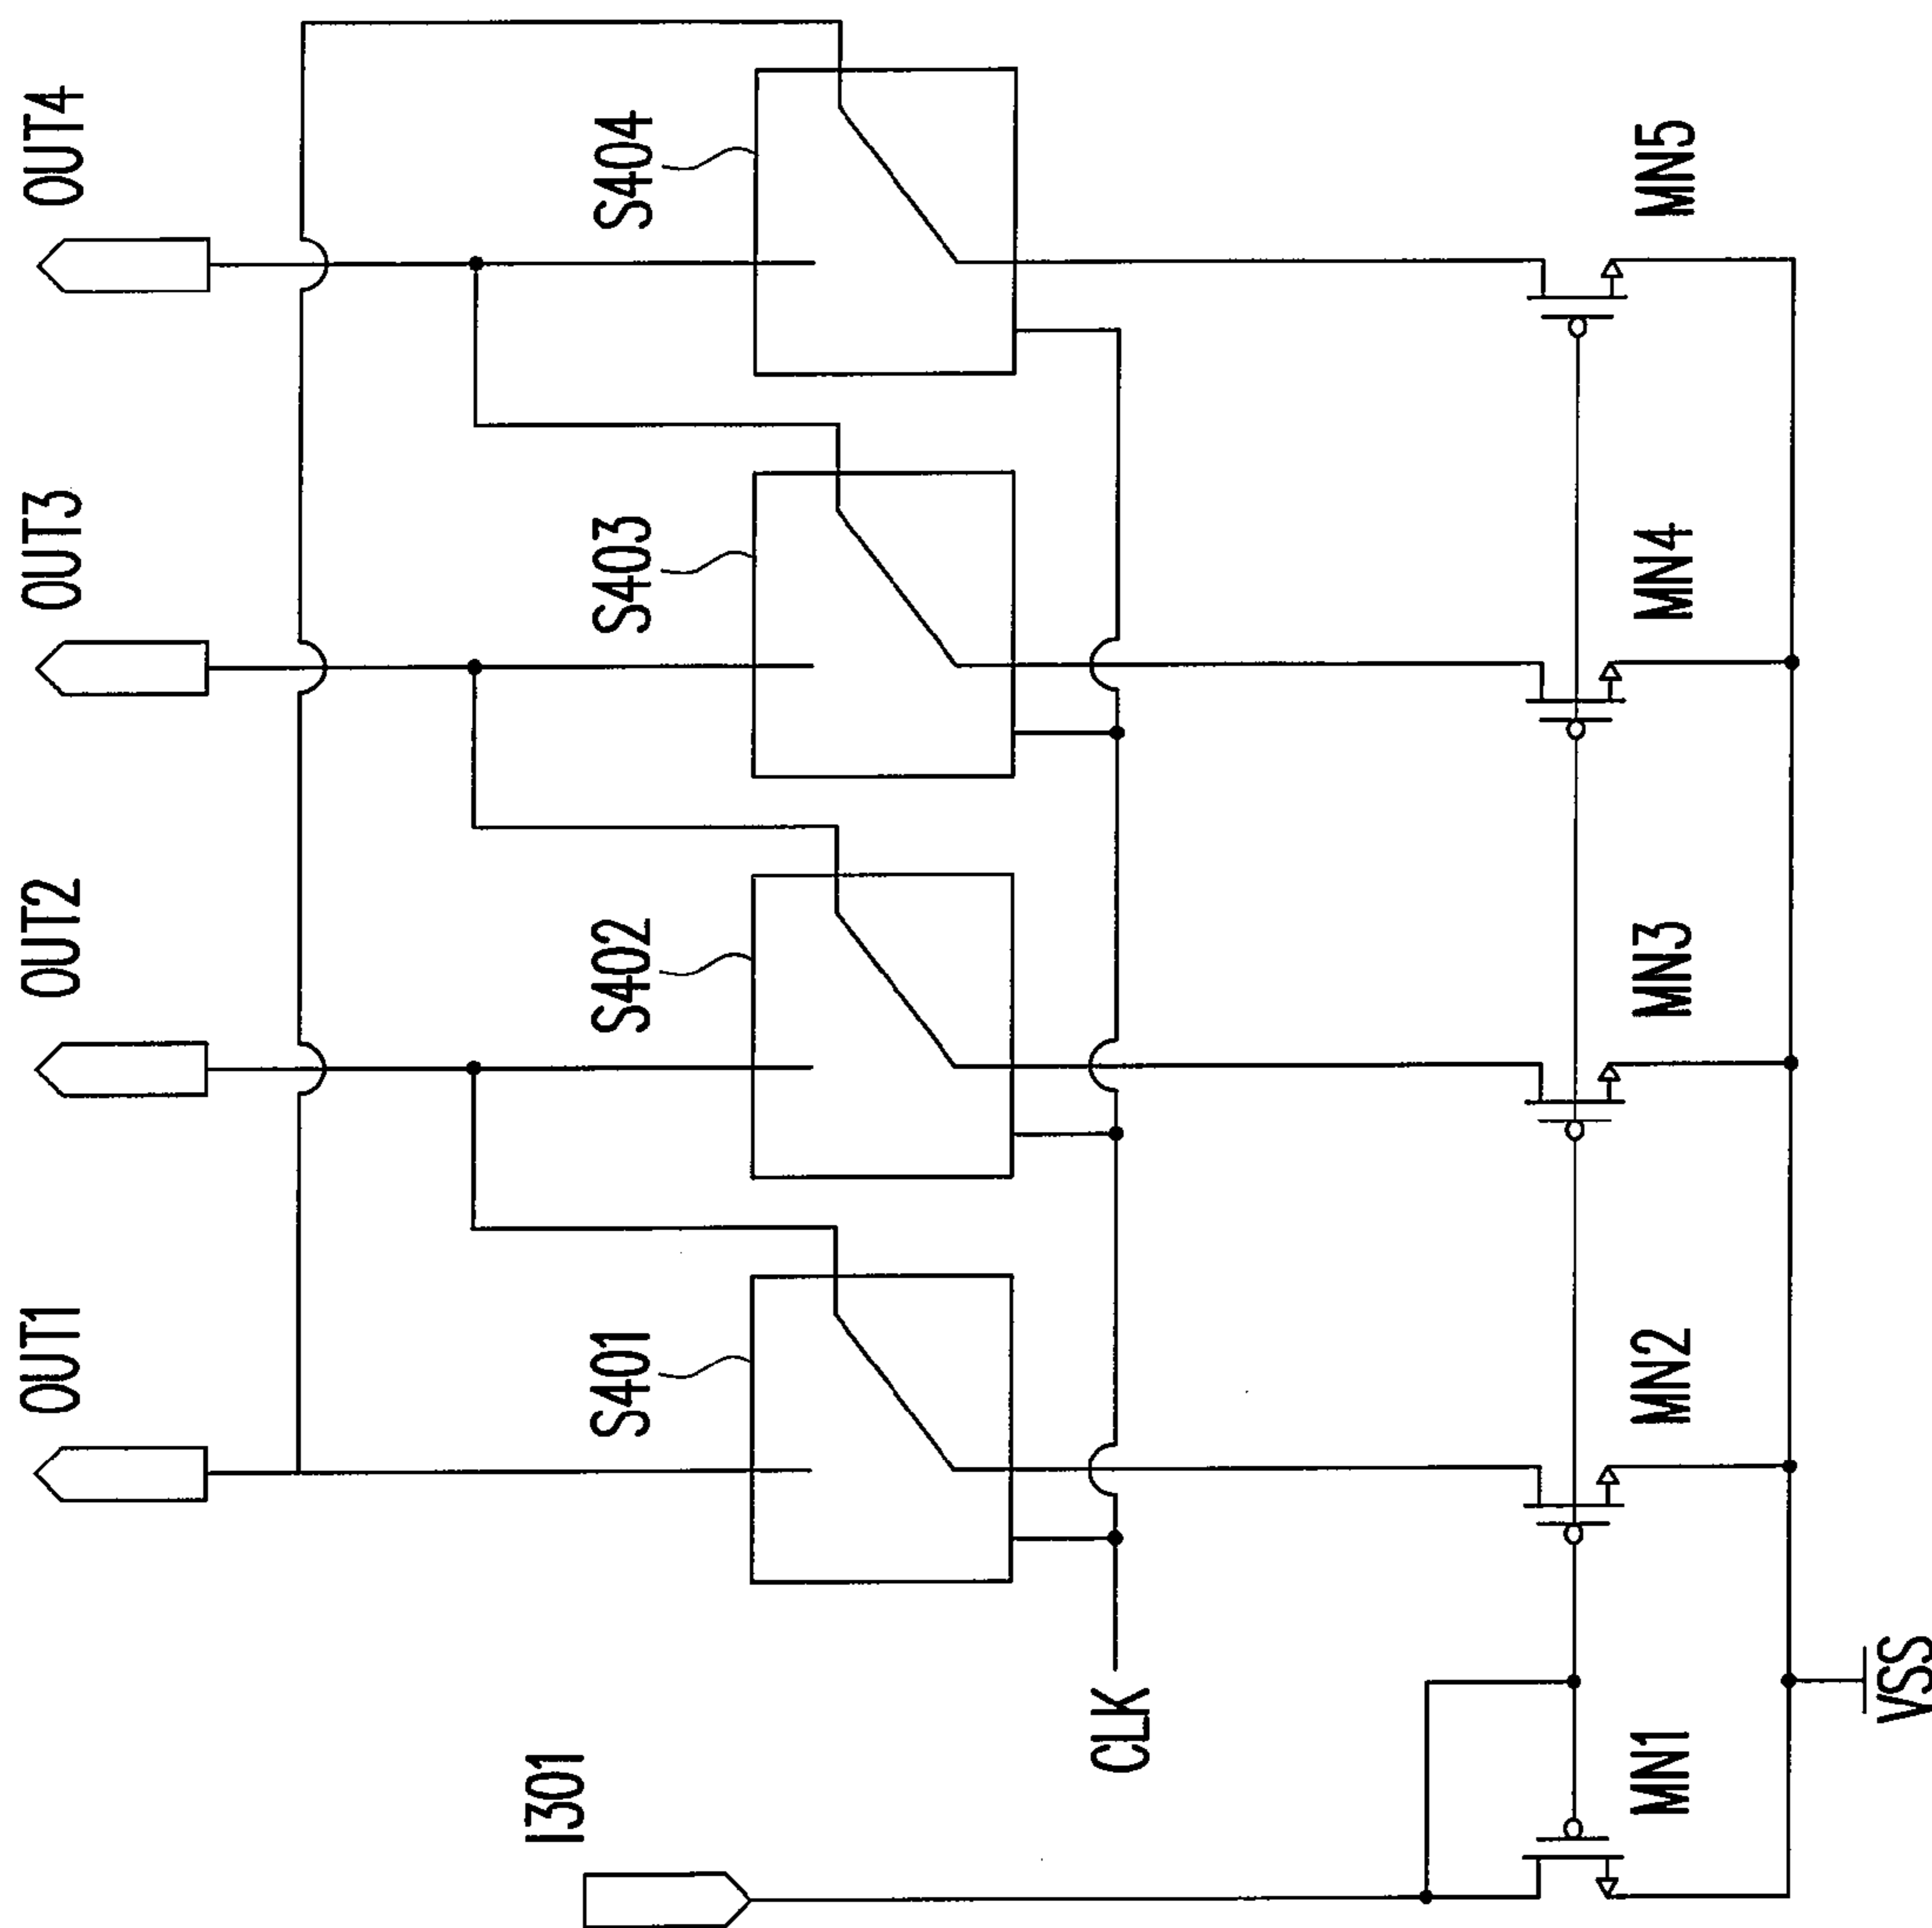 OUT1
OUT2
OUT3
OUT4
S401
S402
S403
S404
I301
CLK
MN1
MN2
MN3
MN4
MN5
VSS